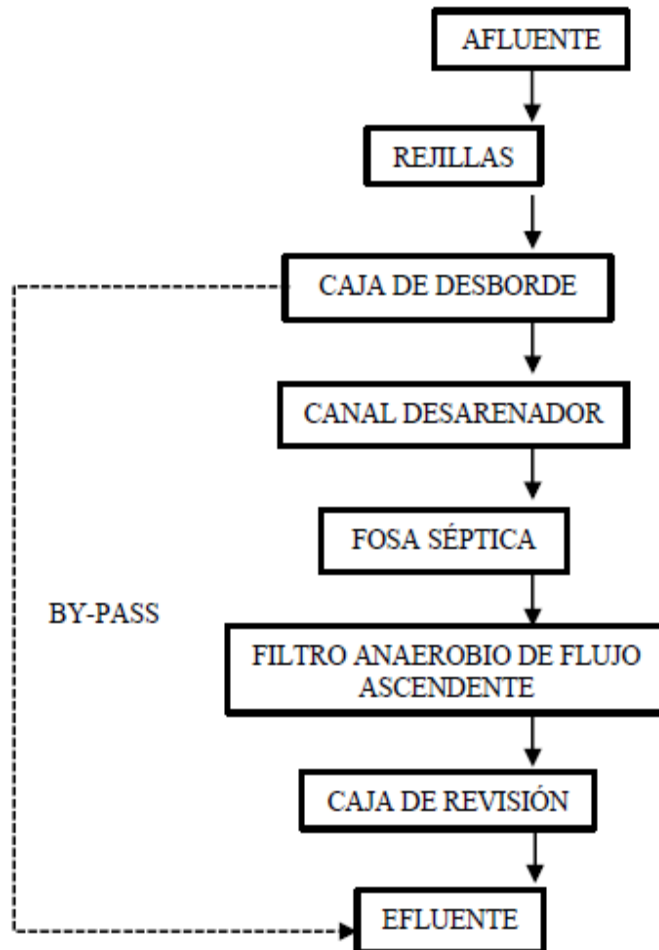 AFLUENTE
REJILLAS
CAJA DE DESBORDE
CANAL DESARENADOR
FOSA SÉPTICA
BY-PASS
FILTRO ANAEROBIO DE FLUJO
ASCENDENTE
CAJA DE REVISIÓN
EFLUENTE